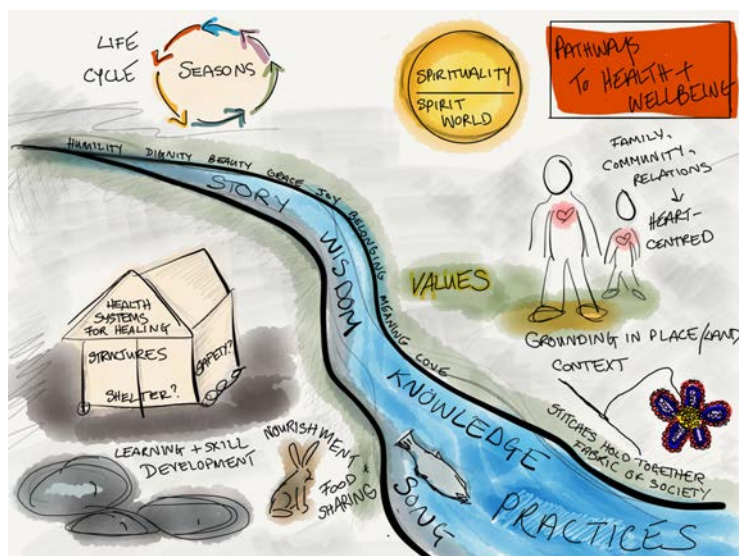 LIFE
CYCLE
SEASONS
SPIRITUALITY
SPIRIT
WORLD
PATHWAYS
TO HEALTH +
WELLBEING
HUMILITY DIGNITY BEAUTY GRACE JOY BELONGING MEANING LOVE
STORY
WISDOM
KNOWLEDGE
PRACTICES
SONG
FAMILY,
COMMUNITY,
RELATIONS
HEART-
CENTRED
VALUES
GROUNDING IN PLACE/LAND
CONTEXT
HEALTH
SYSTEMS
FOR HEALING
STRUCTURES
SHELTER?
SAFETY?
STITCHES HOLD TOGETHER
FABRIC OF SOCIETY
LEARNING + SKILL
DEVELOPMENT
NOURISHMENT
+
FOOD
SHARING